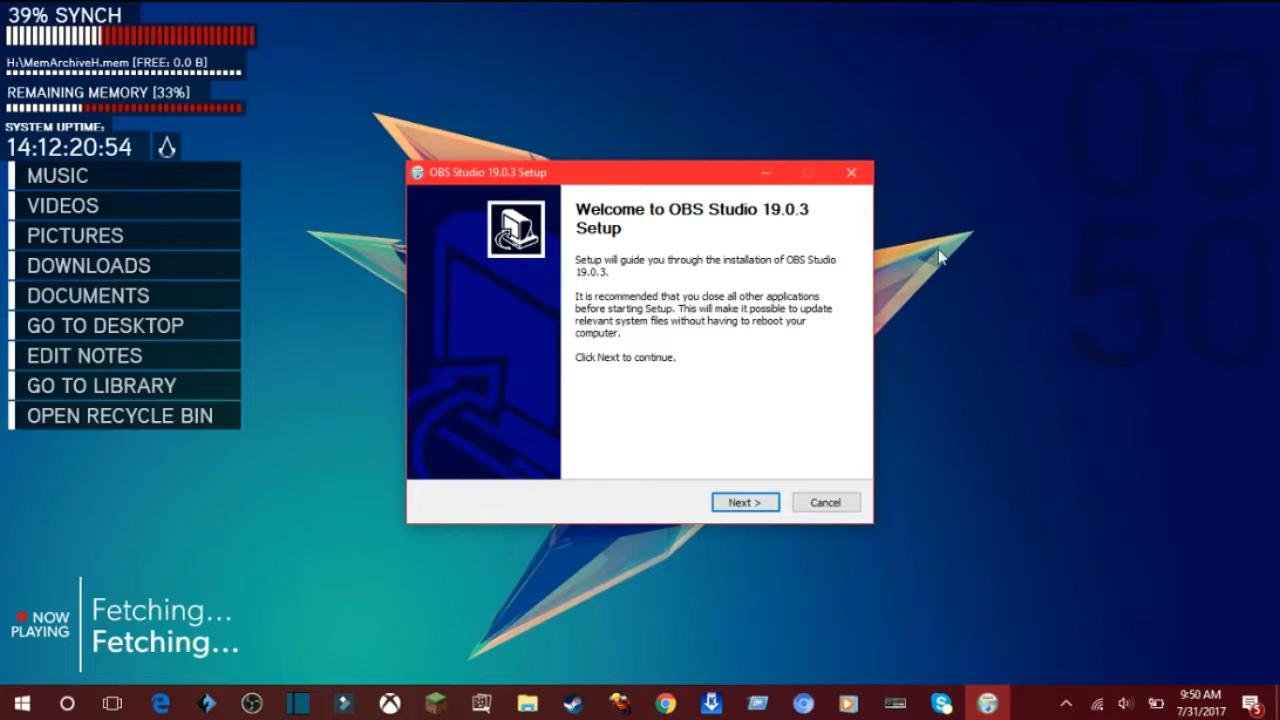 39% SYNCH
H:\MemArchiveH.mem [FREE: 0.0 B]
REMAINING MEMORY [33%]
SYSTEM UPTIME:
14:12:20:54
MUSIC
VIDEOS
PICTURES
DOWNLOADS
DOCUMENTS
GO TO DESKTOP
EDIT NOTES
GO TO LIBRARY
OPEN RECYCLE BIN
OBS Studio 19.0.3 Setup
Welcome to OBS Studio 19.0.3
Setup
Setup will guide you through the installation of OBS Studio
19.0.3.
It is recommended that you close all other applications
before starting Setup. This will make it possible to update
relevant system files without having to reboot your
computer.
Click Next to continue.
Next >
Cancel
09
50
NOW
PLAYING
Fetching...
Fetching...
9:50 AM
7/31/2017
5